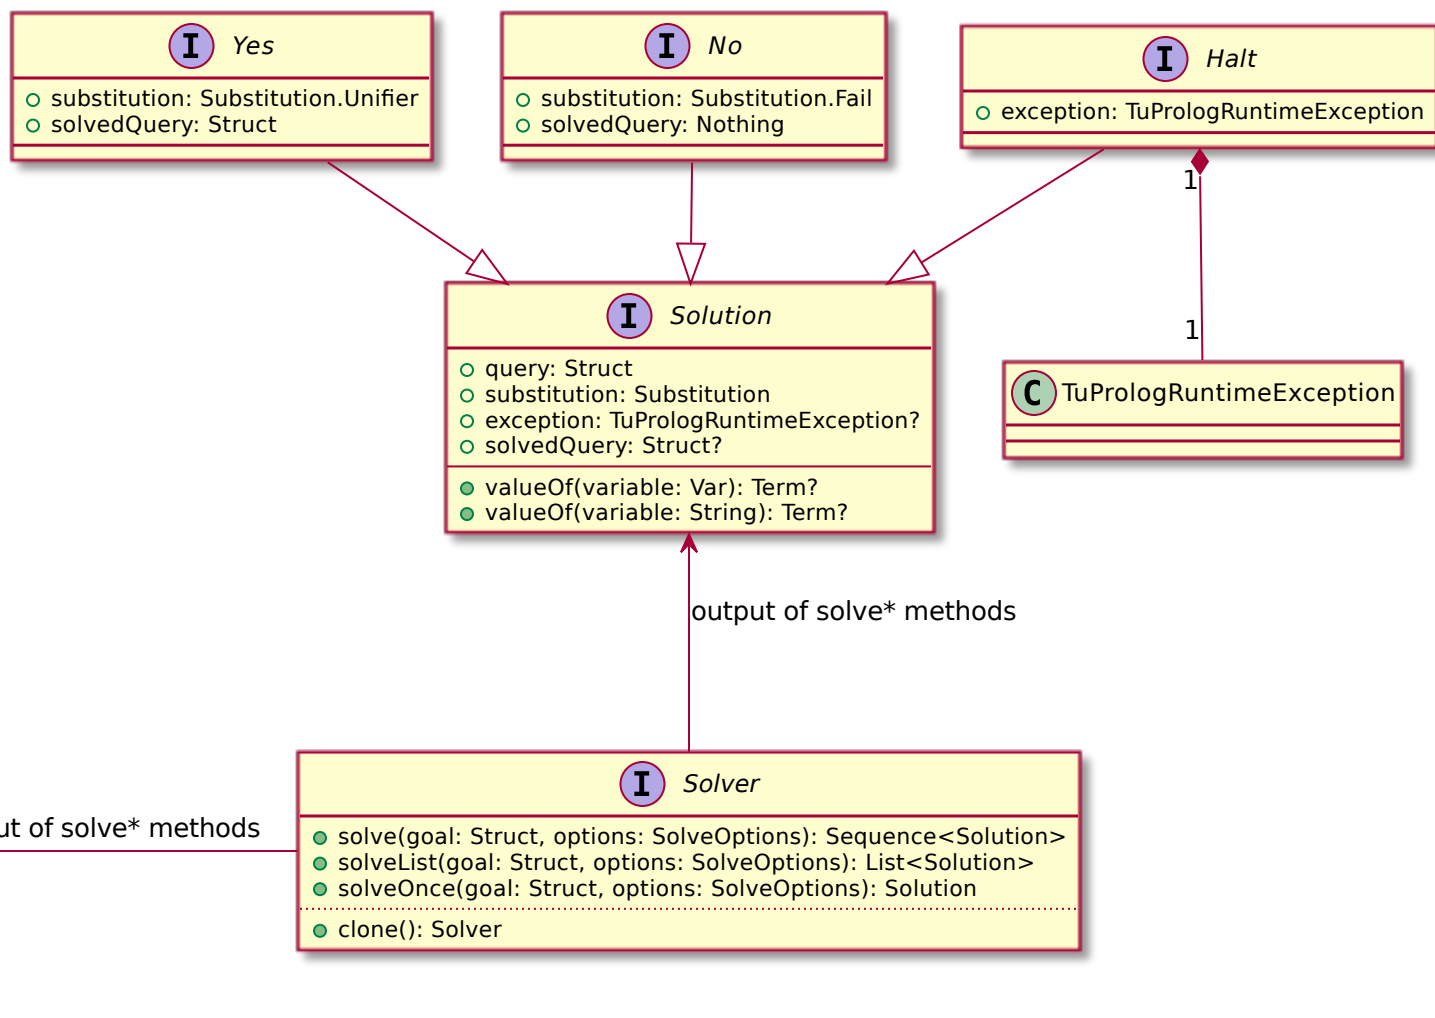 I Yes
substitution: Substitution.Unifier
solvedQuery: Struct
I No
substitution: Substitution.Fail
solvedQuery: Nothing
I Halt
exception: TuPrologRuntimeException
1
1
I Solution
query: Struct
substitution: Substitution
exception: TuPrologRuntimeException?
solvedQuery: Struct?
valueOf(variable: Var): Term?
valueOf(variable: String): Term?
C TuPrologRuntimeException
output of solve* methods
I Solver
solve(goal: Struct, options: SolveOptions): Sequence<Solution>
solveList(goal: Struct, options: SolveOptions): List<Solution>
solveOnce(goal: Struct, options: SolveOptions): Solution
clone(): Solver
of solve* methods